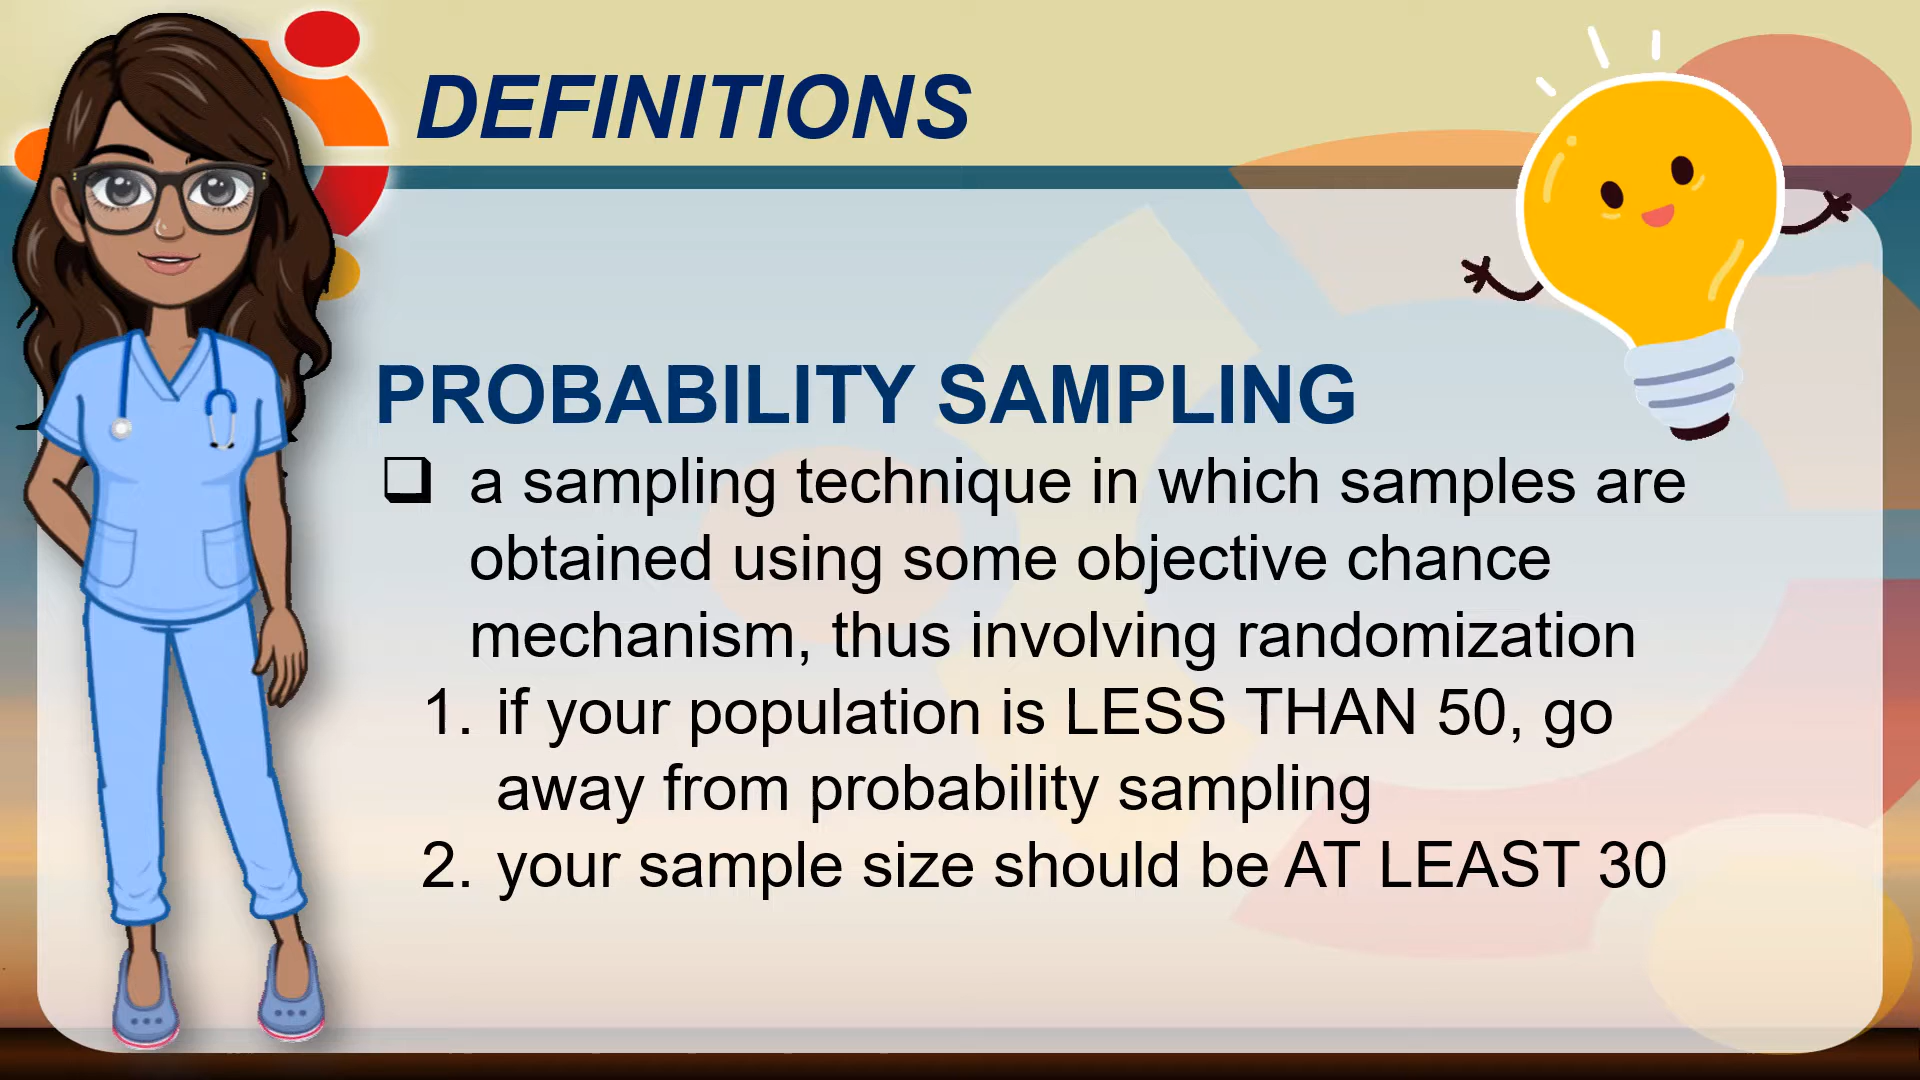 DEFINITIONS
PROBABILITY SAMPLING
❑ a sampling technique in which samples are
obtained using some objective chance
mechanism, thus involving randomization
1. if your population is LESS THAN 50, go
away from probability sampling
2. your sample size should be AT LEAST 30